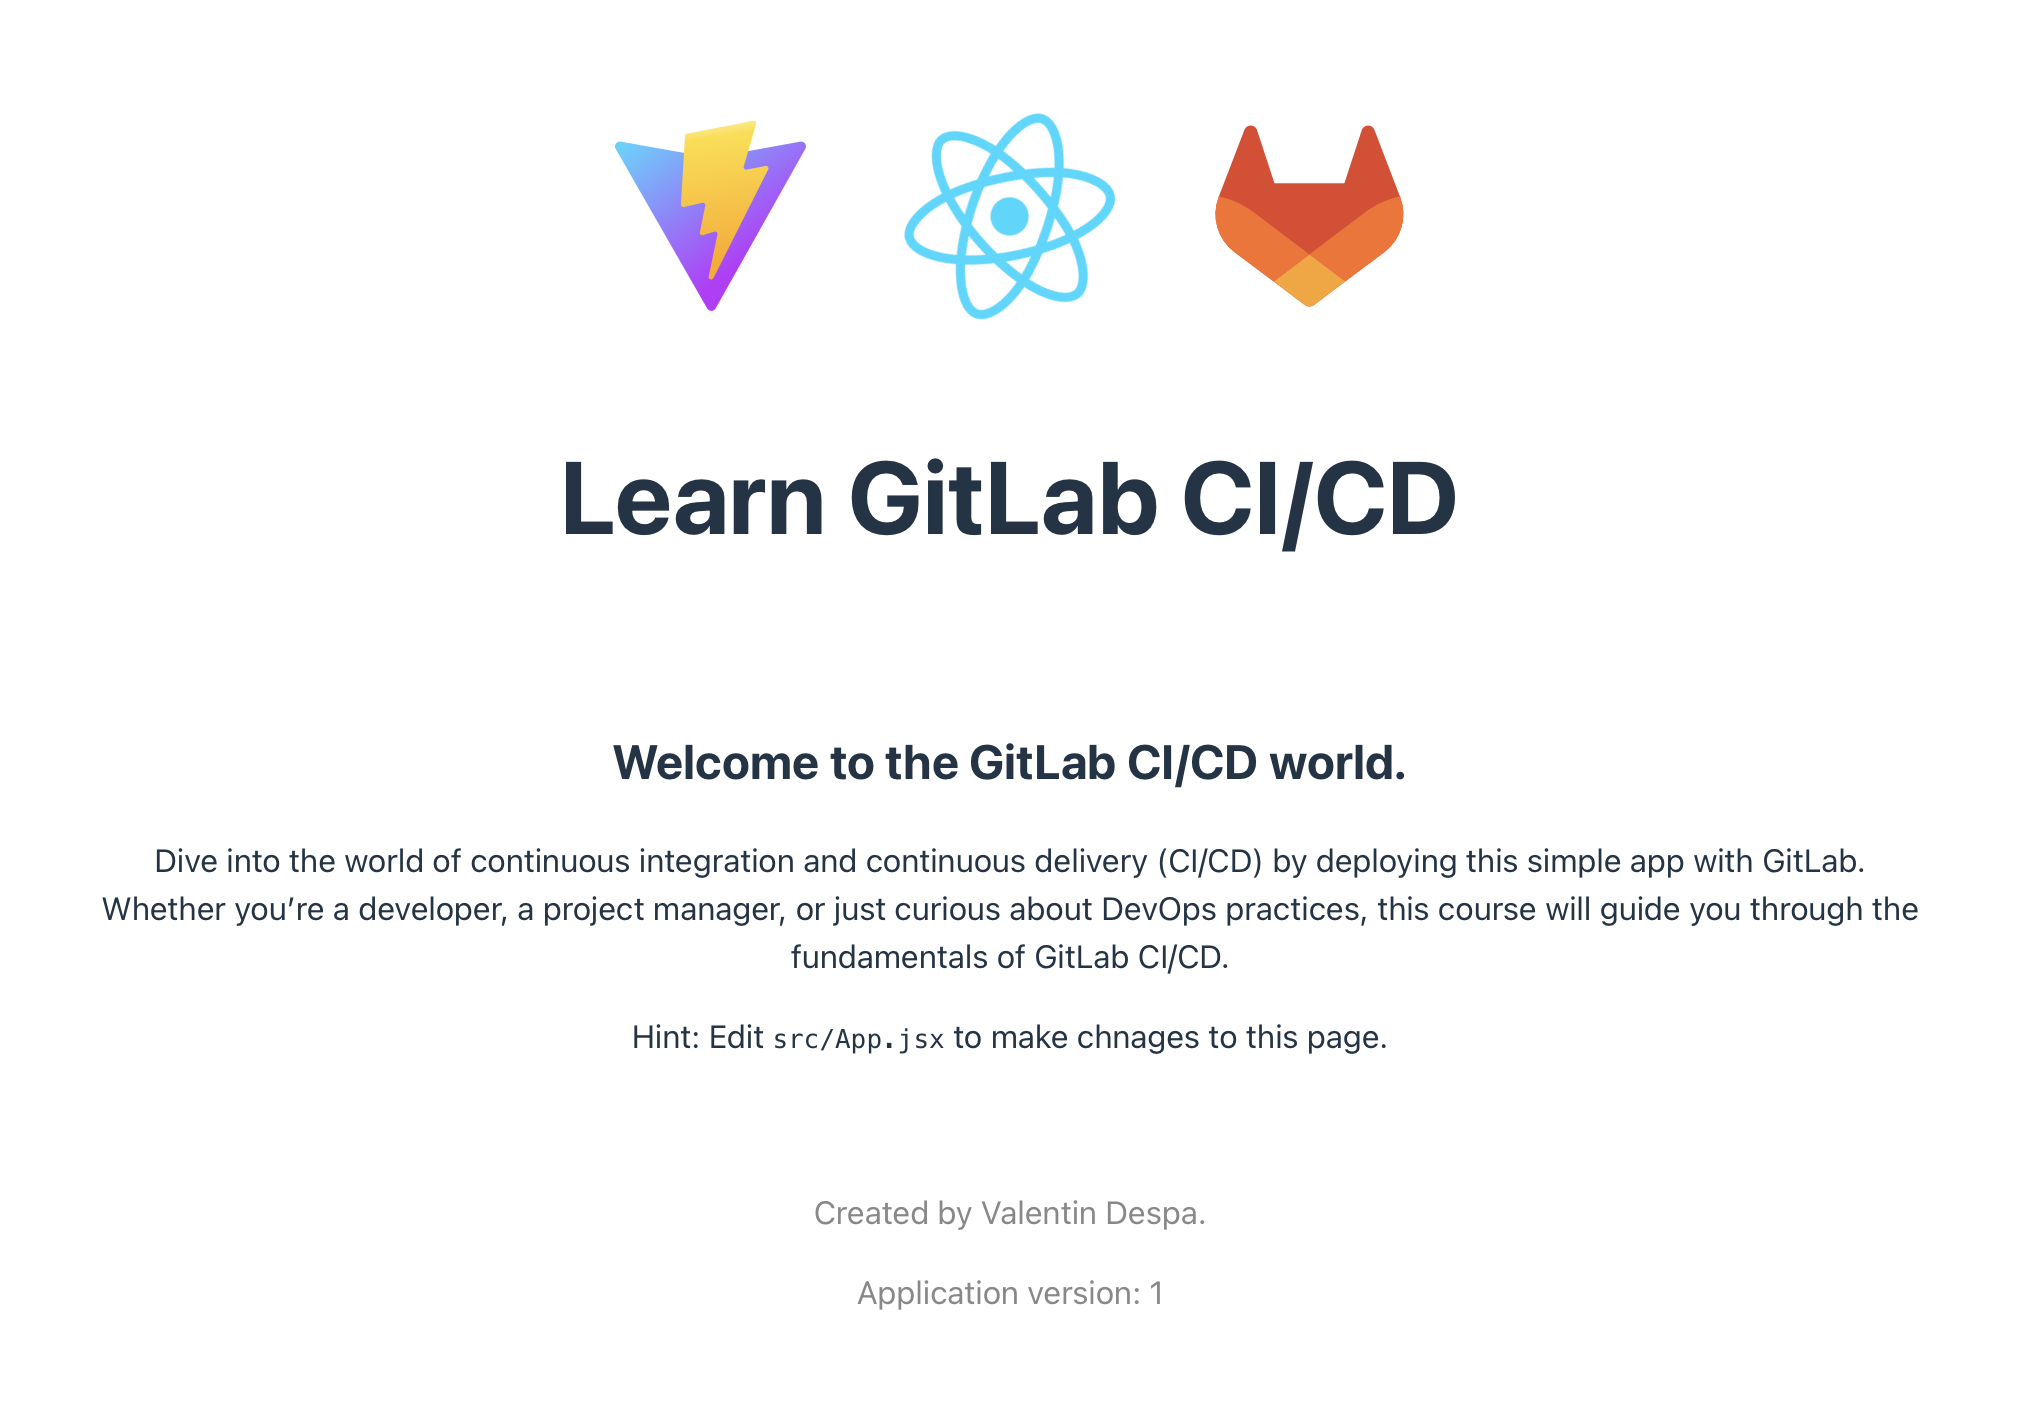 Learn GitLab CI/CD
Welcome to the GitLab CI/CD world.
Dive into the world of continuous integration and continuous delivery (CI/CD) by deploying this simple app with GitLab.
Whether you’re a developer, a project manager, or just curious about DevOps practices, this course will guide you through the
fundamentals of GitLab CI/CD.
Hint: Edit src/App.jsx to make chnages to this page.
Created by Valentin Despa.
Application version: 1